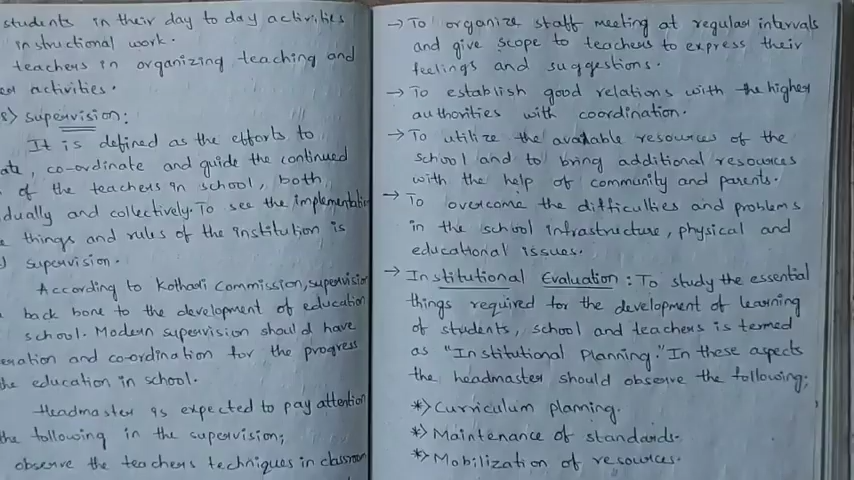 students in their day to day activities
instructional work.
teachers in organizing teaching and
activities.
s) Supervision:
It is defined as the efforts to
ate, co-ordinate and guide the continued
of the teachers in school, both
dually and collectively. To see the implementatio
things and rules of the institution is
supervision.
According to Kothari Commission, supervision
back bone to the development of education
school. Modern supervision should have
eration and co-ordination for the progress
he education in school.
Headmaster is expected to pay attention
the following in the supervision;
observe the teachers techniques in classroom
→ To organize staff meeting at regular intervals
and give scope to teachers to express their
feelings and suggestions.
→ To establish good relations with the higher
authorities with coordination.
→ To utilize the available resources of the
school and to bring additional resources
with the help of community and parents.
→ To overcome the difficulties and problems
in the school infrastructure, physical and
educational issues.
→ Institutional Evaluation: To study the essential
things required for the development of learning
of students, school and teachers is termed
as "Institutional Planning." In these aspects
the headmaster should observe the following;
*> Curriculum planning.
*> Maintenance of standards.
*> Mobilization of resources.